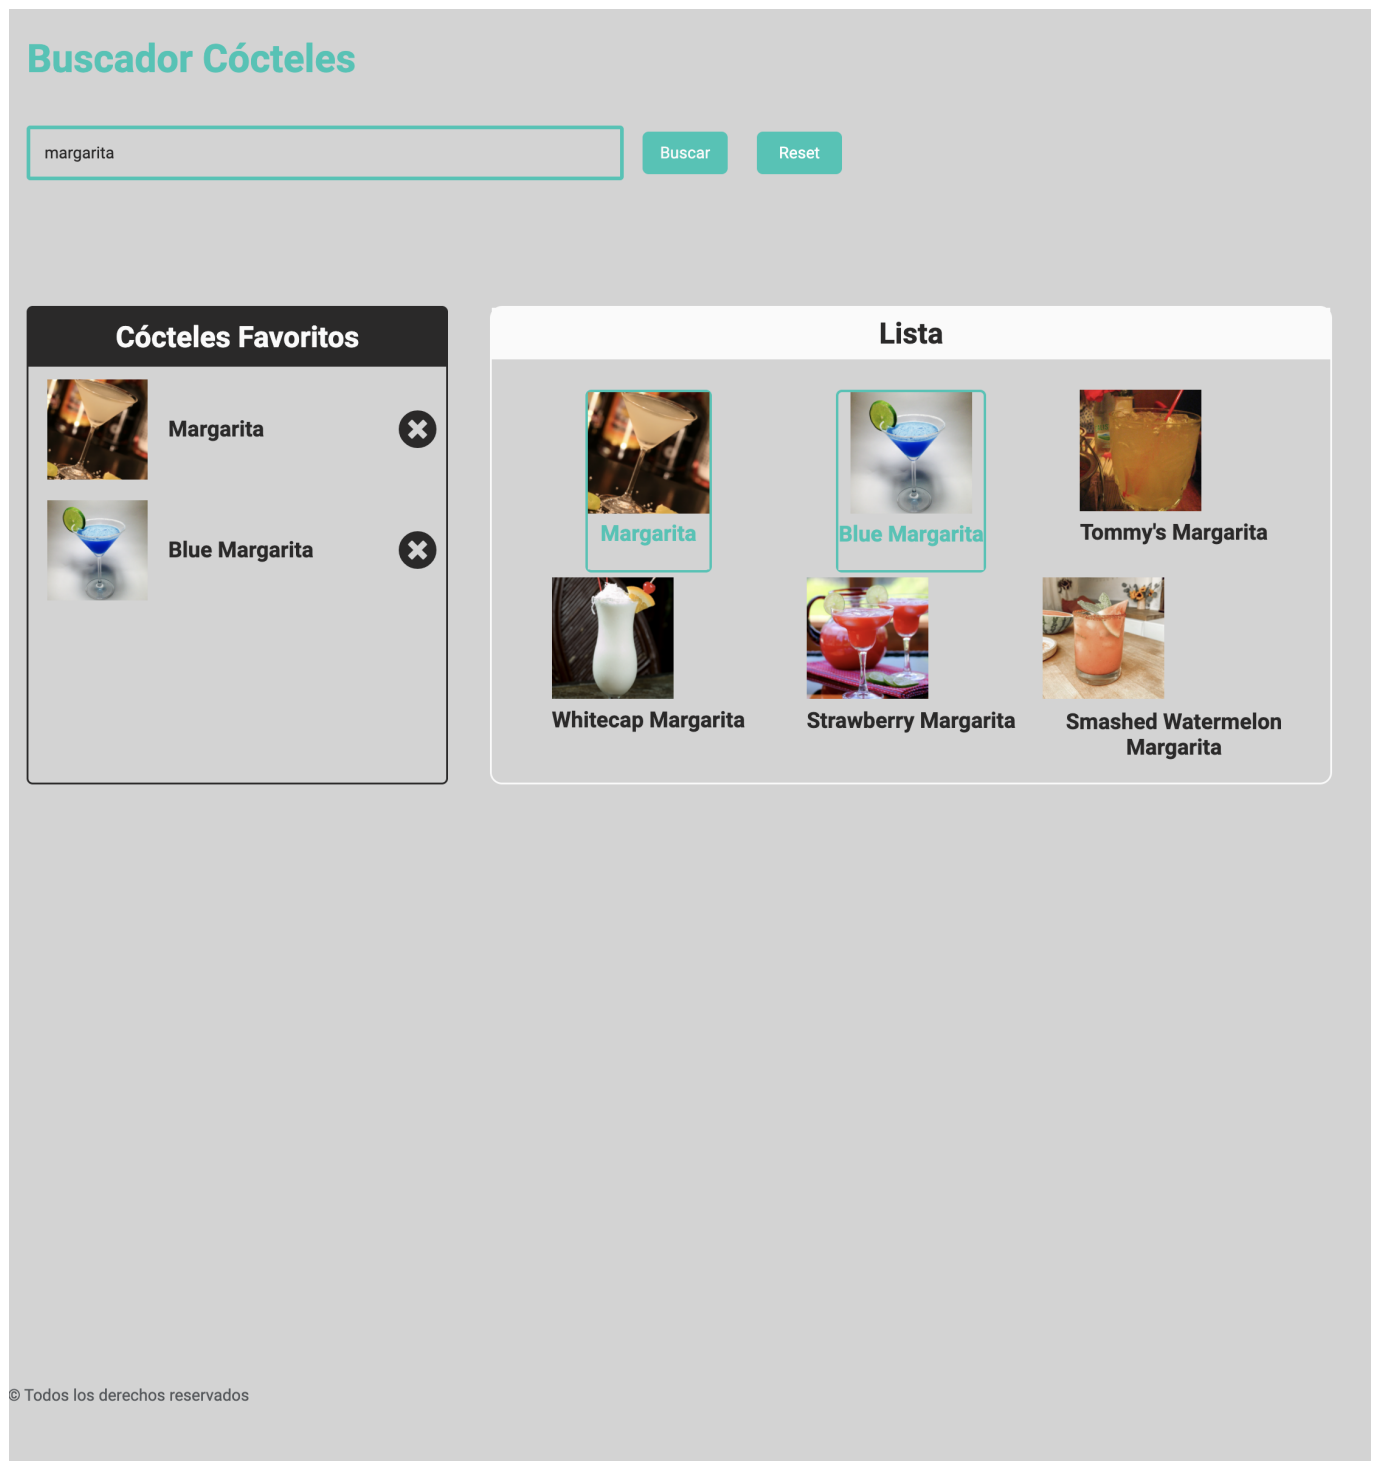 Buscador Cócteles
margarita
Buscar
Reset
Cócteles Favoritos
Margarita
Blue Margarita
Lista
Margarita
Blue Margarita
Tommy's Margarita
Whitecap Margarita
Strawberry Margarita
Smashed Watermelon
Margarita
© Todos los derechos reservados